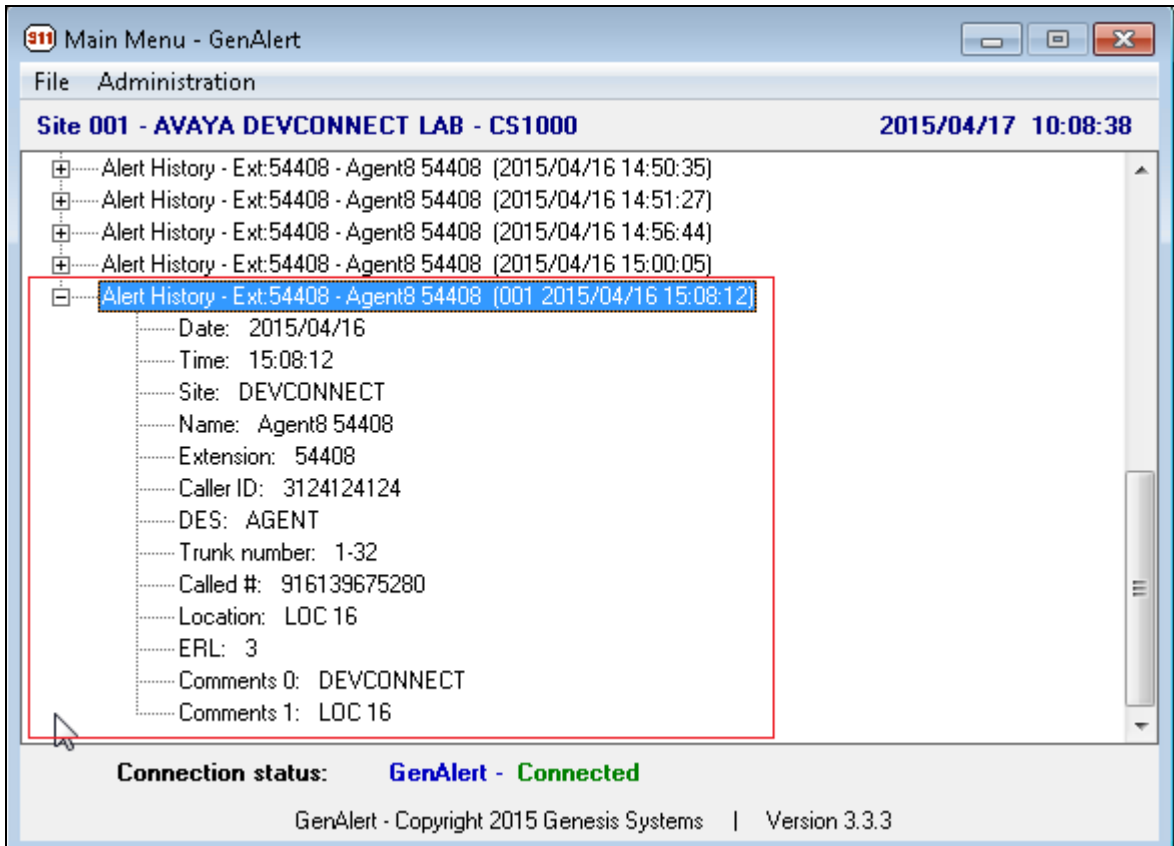 911 Main Menu - GenAlert
File Administration
Site 001 - AVAYA DEVCONNECT LAB - CS1000 2015/04/17 10:08:38
Alert History - Ext:54408 - Agent8 54408 (2015/04/16 14:50:35)
Alert History - Ext:54408 - Agent8 54408 (2015/04/16 14:51:27)
Alert History - Ext:54408 - Agent8 54408 (2015/04/16 14:56:44)
Alert History - Ext:54408 - Agent8 54408 (2015/04/16 15:00:05)
Alert History - Ext:54408 - Agent8 54408 (001 2015/04/16 15:08:12)
Date: 2015/04/16
Time: 15:08:12
Site: DEVCONNECT
Name: Agent8 54408
Extension: 54408
Caller ID: 3124124124
DES: AGENT
Trunk number: 1-32
Called #: 916139675280
Location: LOC 16
ERL: 3
Comments 0: DEVCONNECT
Comments 1: LOC 16
Connection status: GenAlert - Connected
GenAlert - Copyright 2015 Genesis Systems | Version 3.3.3